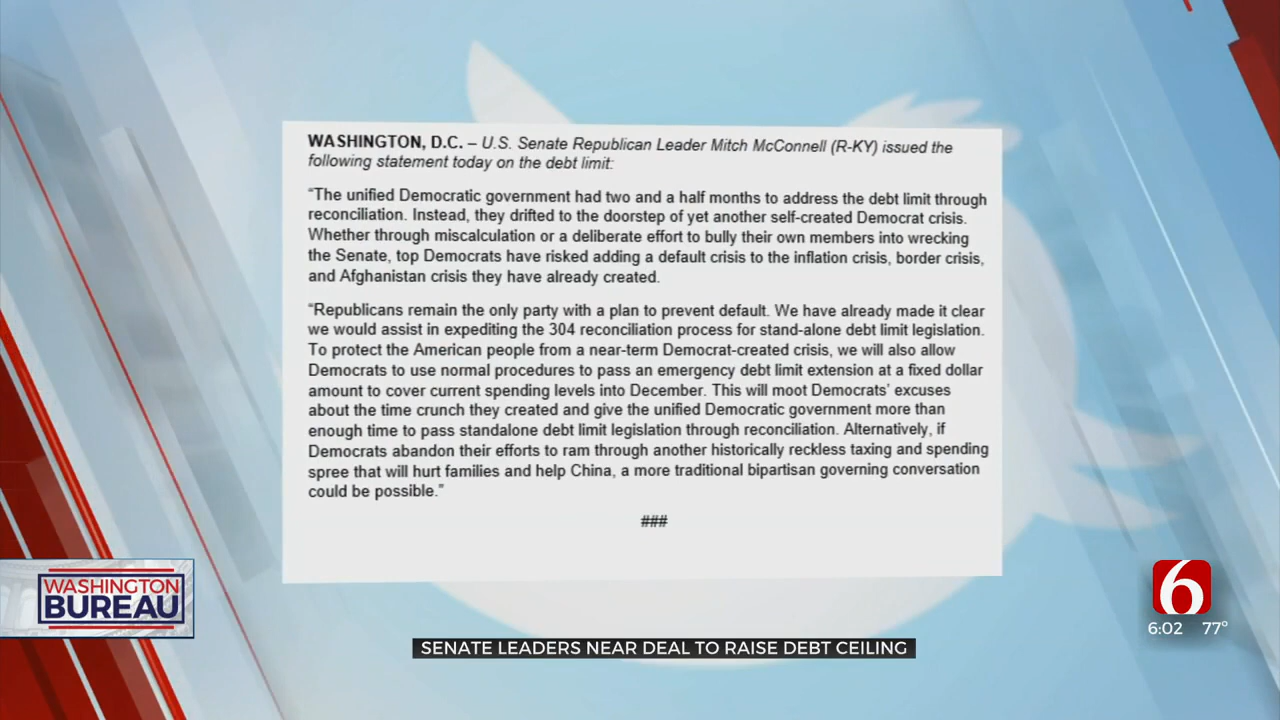 WASHINGTON, D.C. – U.S. Senate Republican Leader Mitch McConnell (R-KY) issued the
following statement today on the debt limit:
“The unified Democratic government had two and a half months to address the debt limit through
reconciliation. Instead, they drifted to the doorstep of yet another self-created Democrat crisis.
Whether through miscalculation or a deliberate effort to bully their own members into wrecking
the Senate, top Democrats have risked adding a default crisis to the inflation crisis, border crisis,
and Afghanistan crisis they have already created.
“Republicans remain the only party with a plan to prevent default. We have already made it clear
we would assist in expediting the 304 reconciliation process for stand-alone debt limit legislation.
To protect the American people from a near-term Democrat-created crisis, we will also allow
Democrats to use normal procedures to pass an emergency debt limit extension at a fixed dollar
amount to cover current spending levels into December. This will moot Democrats’ excuses
about the time crunch they created and give the unified Democratic government more than
enough time to pass standalone debt limit legislation through reconciliation. Alternatively, if
Democrats abandon their efforts to ram through another historically reckless taxing and spending
spree that will hurt families and help China, a more traditional bipartisan governing conversation
could be possible.”
###
WASHINGTON
BUREAU
6
6:02 77°
SENATE LEADERS NEAR DEAL TO RAISE DEBT CEILING